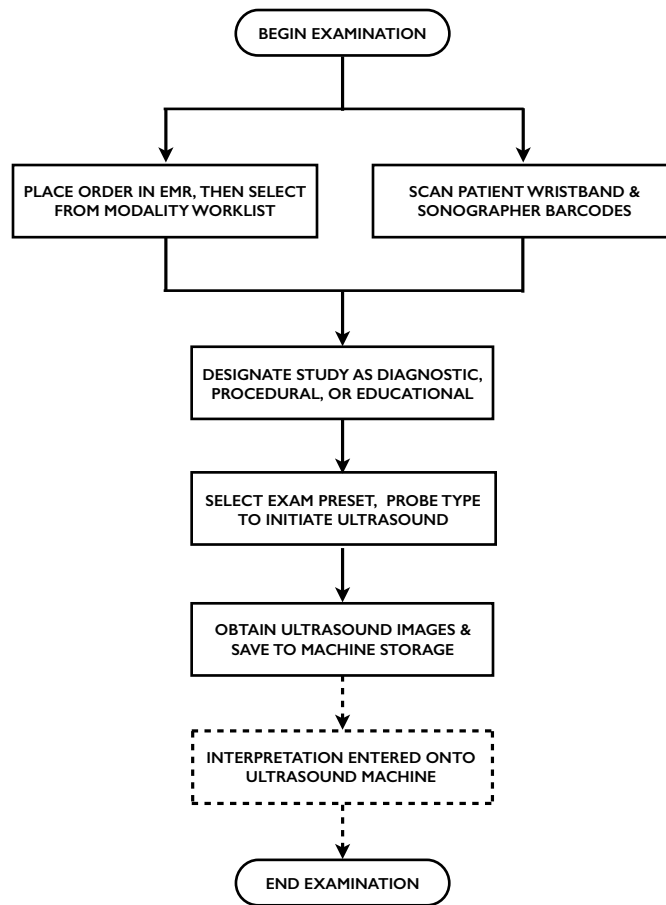 BEGIN EXAMINATION
PLACE ORDER IN EMR, THEN SELECT
FROM MODALITY WORKLIST
SCAN PATIENT WRISTBAND &
SONOGRAPHER BARCODES
DESIGNATE STUDY AS DIAGNOSTIC,
PROCEDURAL, OR EDUCATIONAL
SELECT EXAM PRESET, PROBE TYPE
TO INITIATE ULTRASOUND
OBTAIN ULTRASOUND IMAGES &
SAVE TO MACHINE STORAGE
INTERPRETATION ENTERED ONTO
ULTRASOUND MACHINE
END EXAMINATION